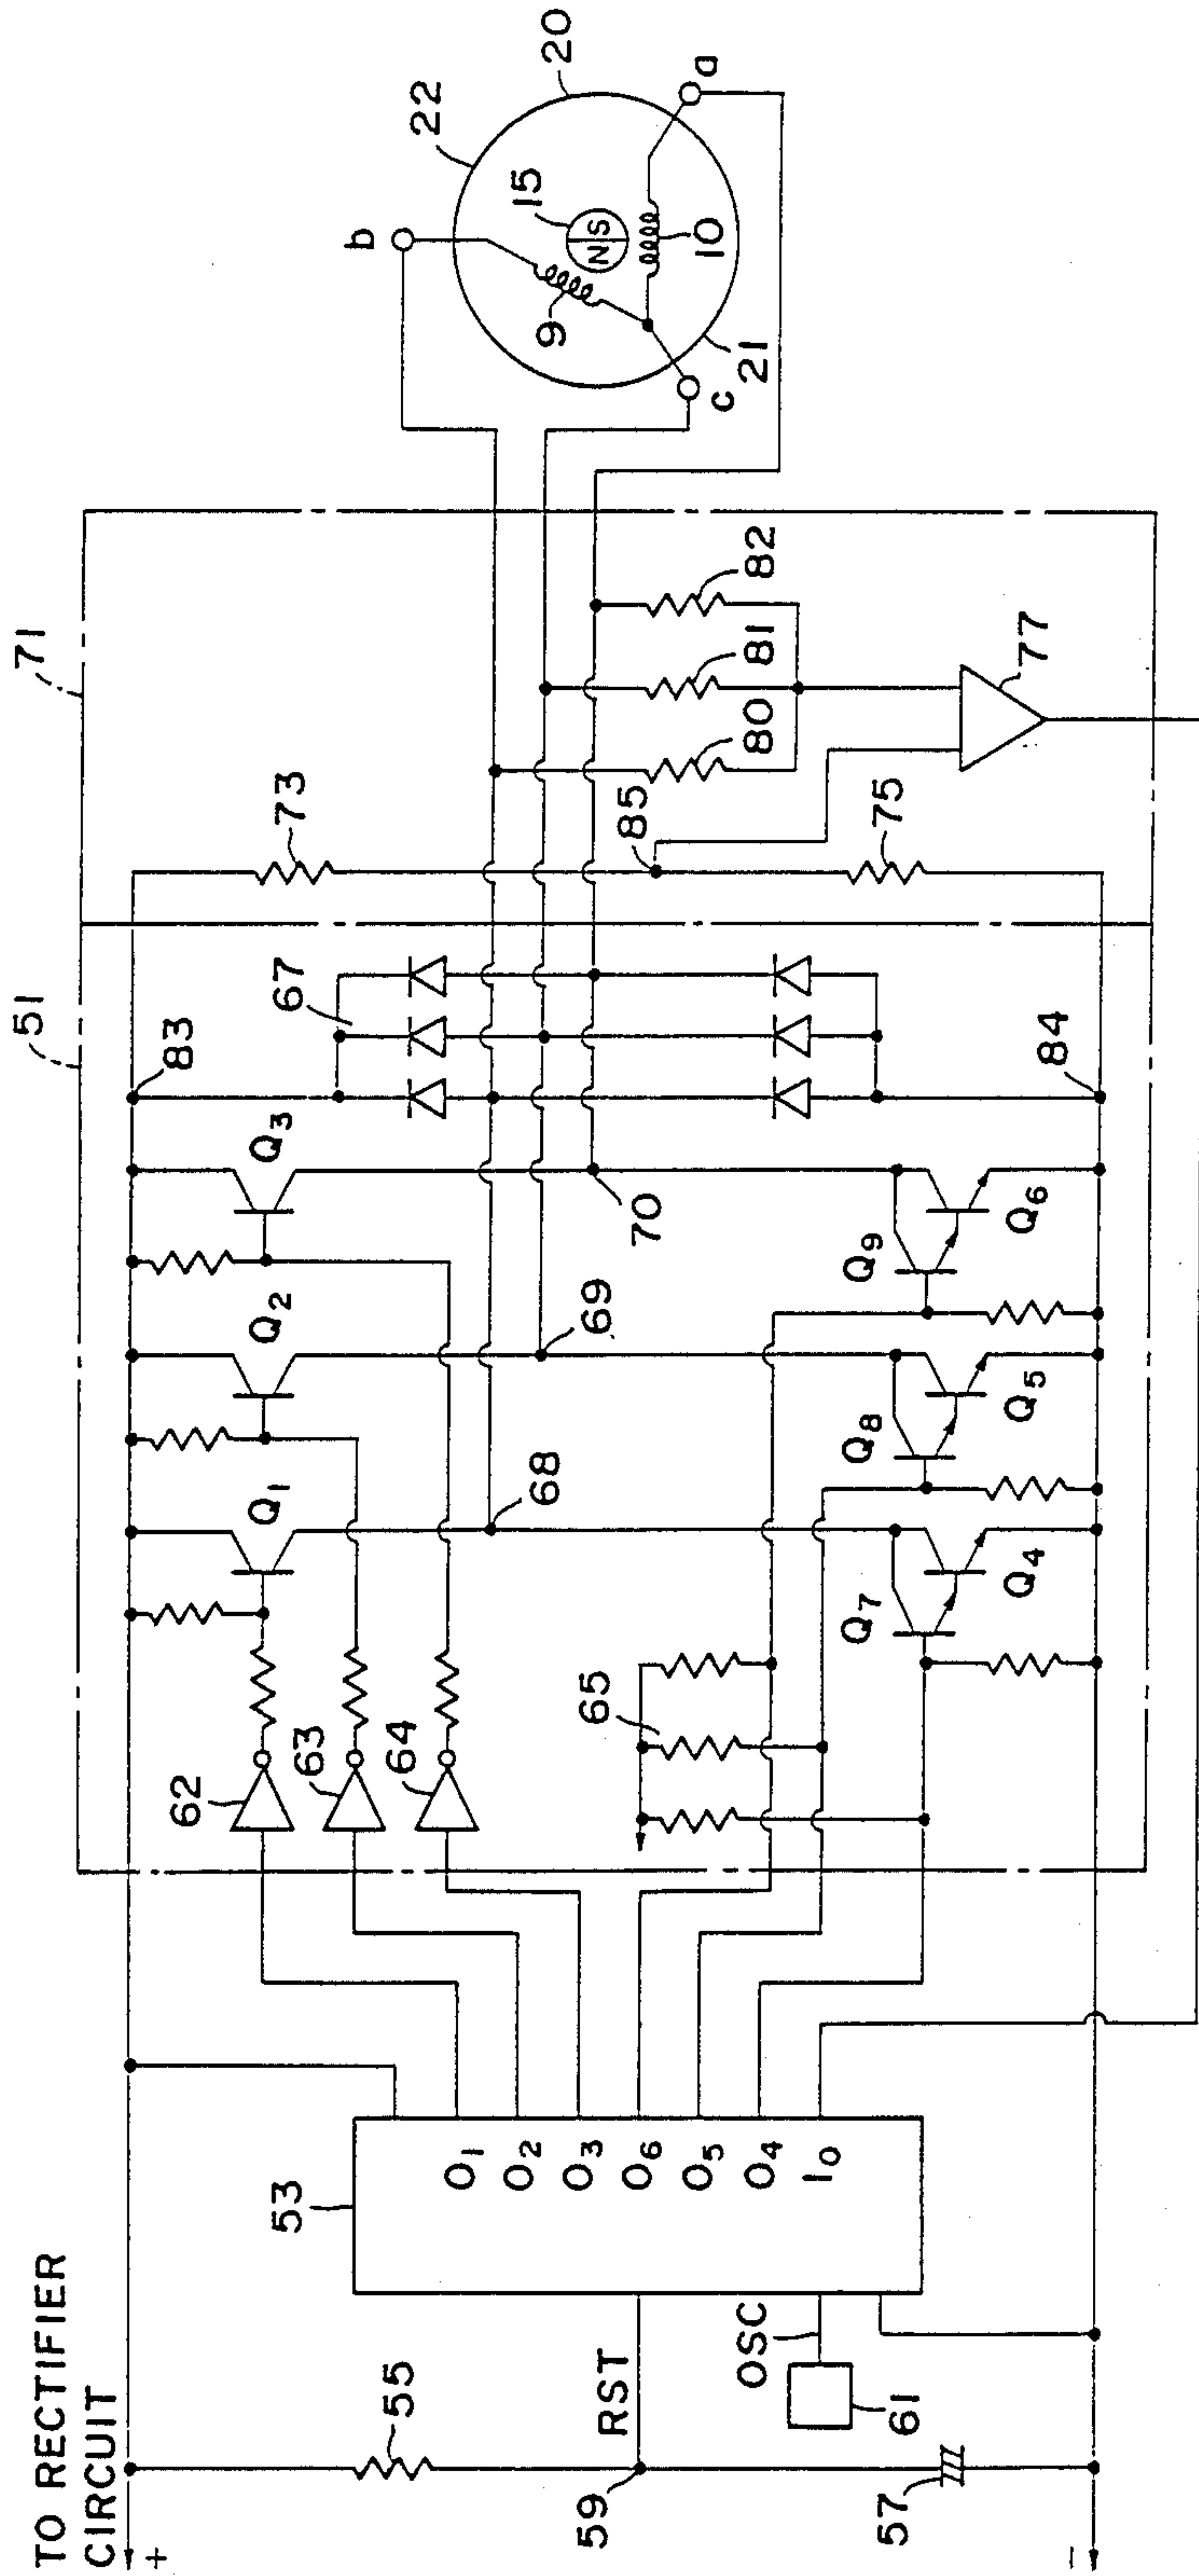 TO RECTIFIER
CIRCUIT
+
−
55
RST
59
57
OSC
61
53
O1
O2
O3
O6
O5
O4
I0
51
62
63
64
65
Q1
Q2
Q3
68
69
70
Q7
Q4
Q8
Q5
Q9
Q6
83
67
84
71
73
85
75
80
81
82
77
b
22
20
a
15
N S
9
10
21
c